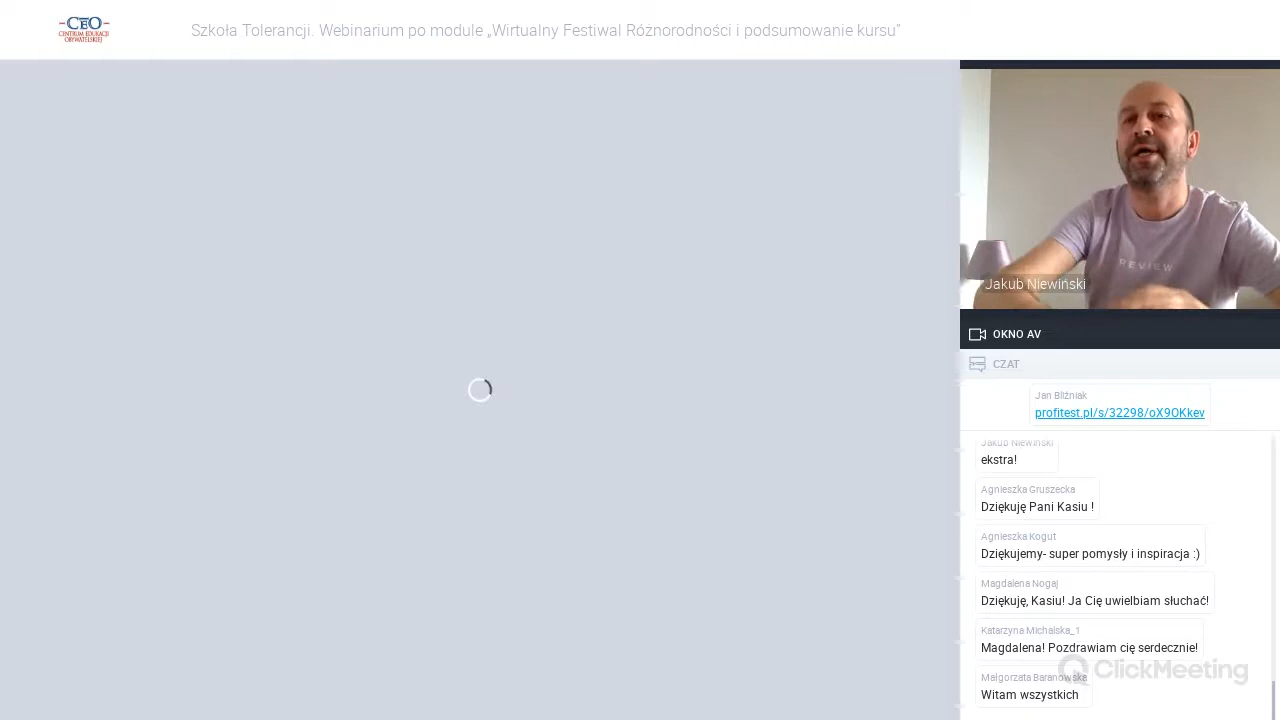 CEO
CENTRUM EDUKACJI
OBYWATELSKIEJ
Szkoła Tolerancji. Webinarium po module „Wirtualny Festiwal Różnorodności i podsumowanie kursu”
REVIEW
Jakub Niewiński
OKNO AV
CZAT
Jan Bliźniak
profitest.pl/s/32298/oX9OKkev
Jakub Niewiński
ekstra!
Agnieszka Gruszecka
Dziękuję Pani Kasiu !
Agnieszka Kogut
Dziękujemy- super pomysły i inspiracja :)
Magdalena Nogaj
Dziękuję, Kasiu! Ja Cię uwielbiam słuchać!
Katarzyna Michalska_1
Magdalena! Pozdrawiam cię serdecznie!
ClickMeeting
Małgorzata Baranowska
Witam wszystkich